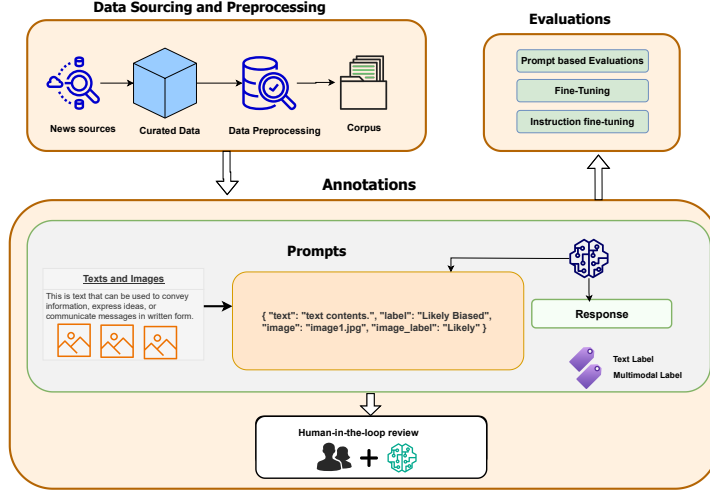 Data Sourcing and Preprocessing
News sources
Curated Data
Data Preprocessing
Corpus
Evaluations
Prompt based Evaluations
Fine-Tuning
Instruction fine-tuning
Annotations
Prompts
Texts and Images
This is text that can be used to convey
information, express ideas, or
communicate messages in written form.
{ "text": "text contents.", "label": "Likely Biased",
"image": "image1.jpg", "image_label": "Likely" }
Response
Text Label
Multimodal Label
Human-in-the-loop review